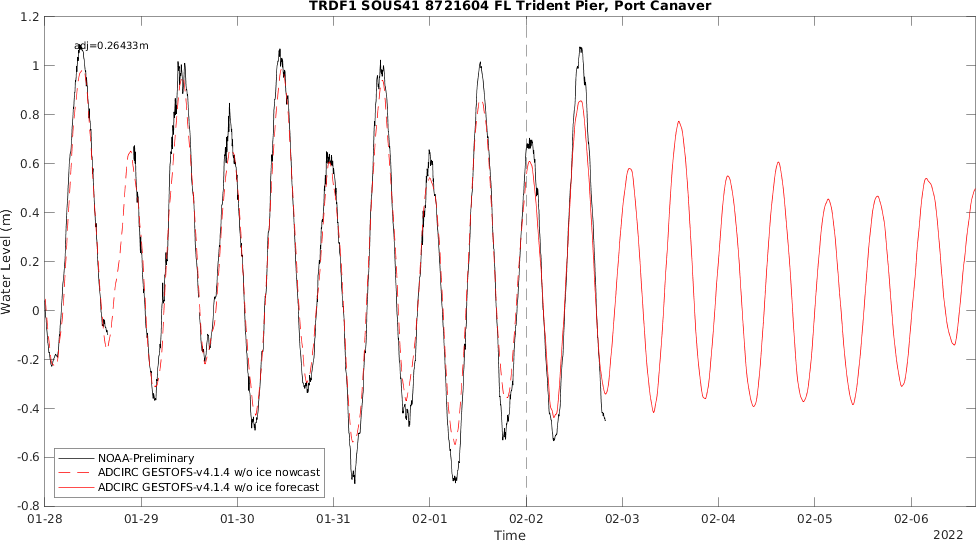 TRDF1 SOUS41 8721604 FL Trident Pier, Port Canaver
adj=0.26433m
1.2
1
0.8
0.6
0.4
0.2
0
-0.2
-0.4
-0.6
-0.8
Water Level (m)
NOAA-Preliminary
ADCIRC GESTOFS-v4.1.4 w/o ice nowcast
ADCIRC GESTOFS-v4.1.4 w/o ice forecast
01-28 01-29 01-30 01-31 02-01 02-02 02-03 02-04 02-05 02-06
Time
2022